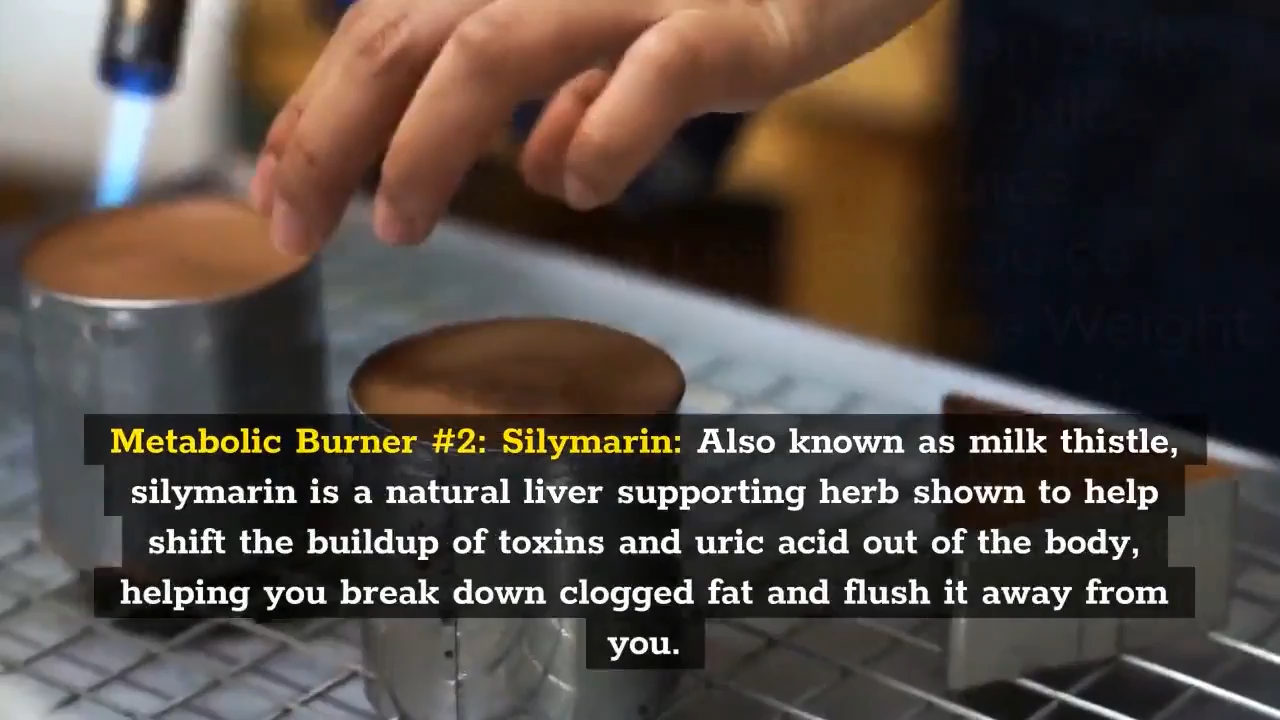 Weight
Metabolic Burner #2: Silymarin: Also known as milk thistle,
silymarin is a natural liver supporting herb shown to help
shift the buildup of toxins and uric acid out of the body,
helping you break down clogged fat and flush it away from
you.